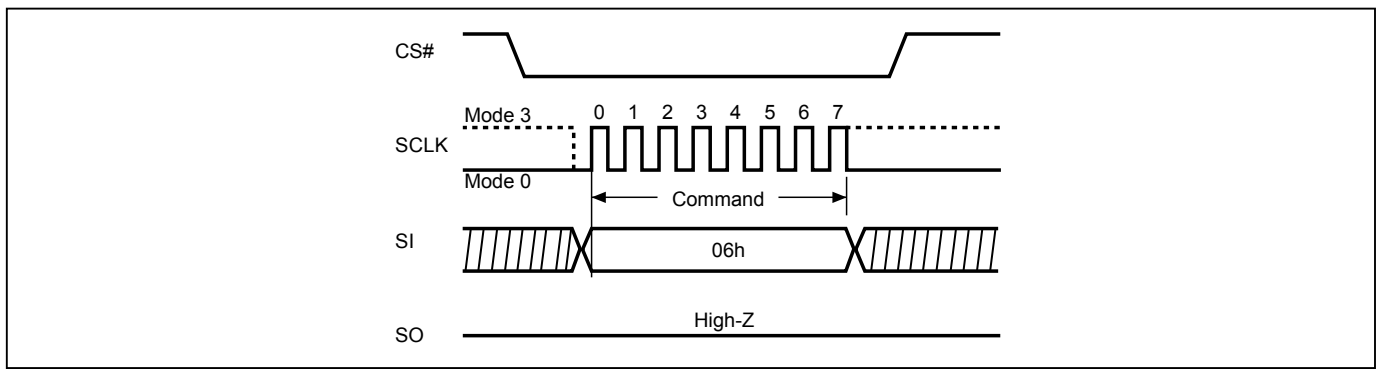 CS#
Mode 3
0 1 2 3 4 5 6 7
SCLK
Mode 0
Command
SI
06h
High-Z
SO